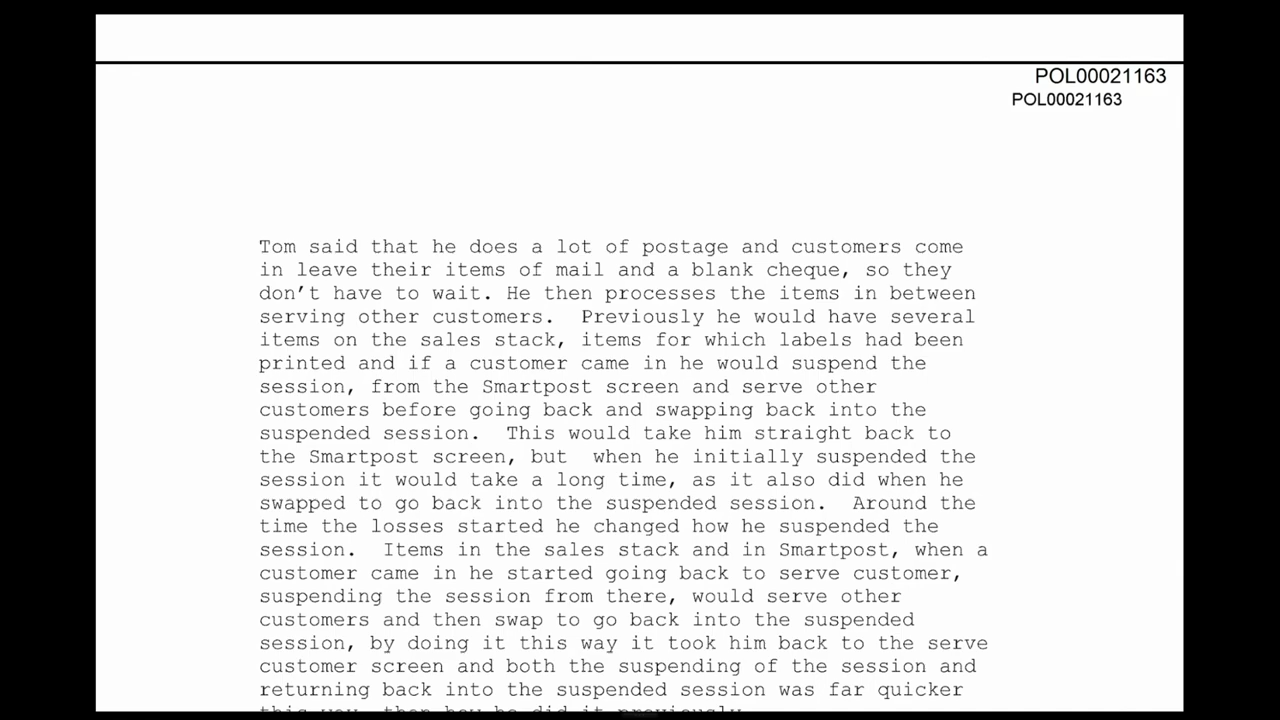 POL00021163
POL00021163
Tom said that he does a lot of postage and customers come
in leave their items of mail and a blank cheque, so they
don't have to wait. He then processes the items in between
serving other customers.  Previously he would have several
items on the sales stack, items for which labels had been
printed and if a customer came in he would suspend the
session, from the Smartpost screen and serve other
customers before going back and swapping back into the
suspended session.  This would take him straight back to
the Smartpost screen, but  when he initially suspended the
session it would take a long time, as it also did when he
swapped to go back into the suspended session.  Around the
time the losses started he changed how he suspended the
session.  Items in the sales stack and in Smartpost, when a
customer came in he started going back to serve customer,
suspending the session from there, would serve other
customers and then swap to go back into the suspended
session, by doing it this way it took him back to the serve
customer screen and both the suspending of the session and
returning back into the suspended session was far quicker
this way, then how he did it previously